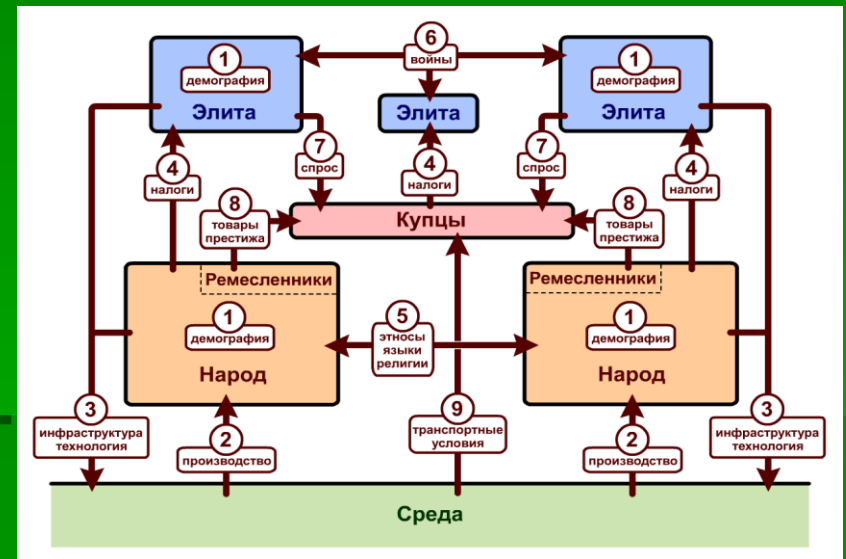 6
войны
1
демография
Элита
Элита
1
демография
Элита
4
налоги
7
спрос
4
налоги
7
спрос
4
налоги
8
товары
престижа
Купцы
8
товары
престижа
Ремесленники
Ремесленники
1
демография
Народ
5
этносы
языки
религии
1
демография
Народ
3
инфраструктура
технология
2
производство
9
транспортные
условия
2
производство
3
инфраструктура
технология
Среда